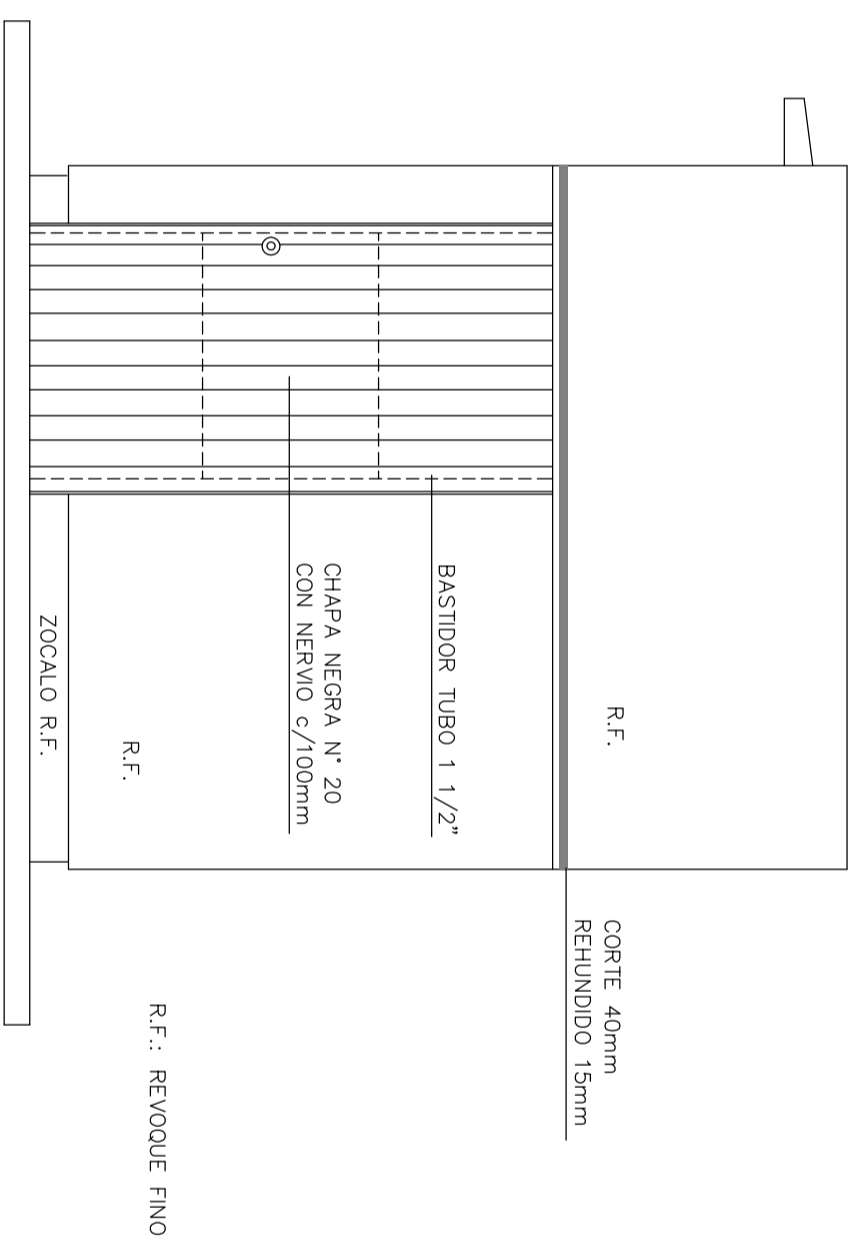 R.F.
CORTE 40mm
REHUNDIDO 15mm
BASTIDOR TUBO 1 1/2"
CHAPA NEGRA N° 20
CON NERVIO c/100mm
R.F.
R.F.: REVOQUE FINO
ZOCALO R.F.